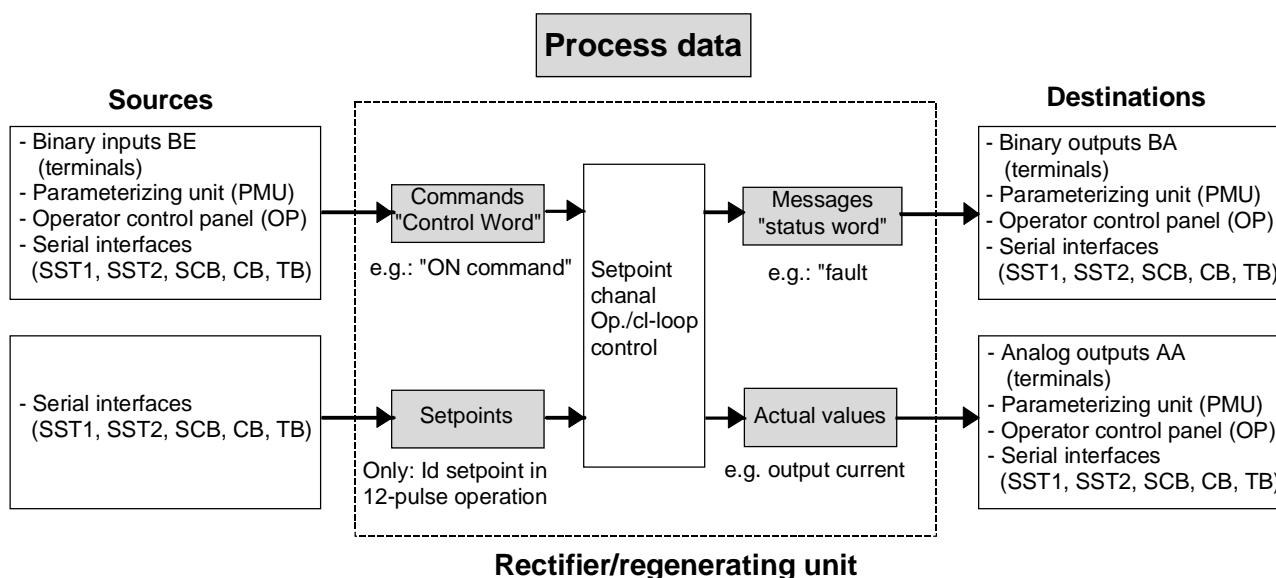 Process data
Sources
- Binary inputs BE
(terminals)
- Parameterizing unit (PMU)
- Operator control panel (OP)
- Serial interfaces
(SST1, SST2, SCB, CB, TB)
- Serial interfaces
(SST1, SST2, SCB, CB, TB)
Commands
"Control Word"
e.g.: "ON command"
Setpoints
Only: Id setpoint in
12-pulse operation
Setpoint
chanal
Op./cl-loop
control
Messages
"status word"
e.g.: "fault
Actual values
e.g. output current
Destinations
- Binary outputs BA
(terminals)
- Parameterizing unit (PMU)
- Operator control panel (OP)
- Serial interfaces
(SST1, SST2, SCB, CB, TB)
- Analog outputs AA
(terminals)
- Parameterizing unit (PMU)
- Operator control panel (OP)
- Serial interfaces
(SST1, SST2, SCB, CB, TB)
Rectifier/regenerating unit